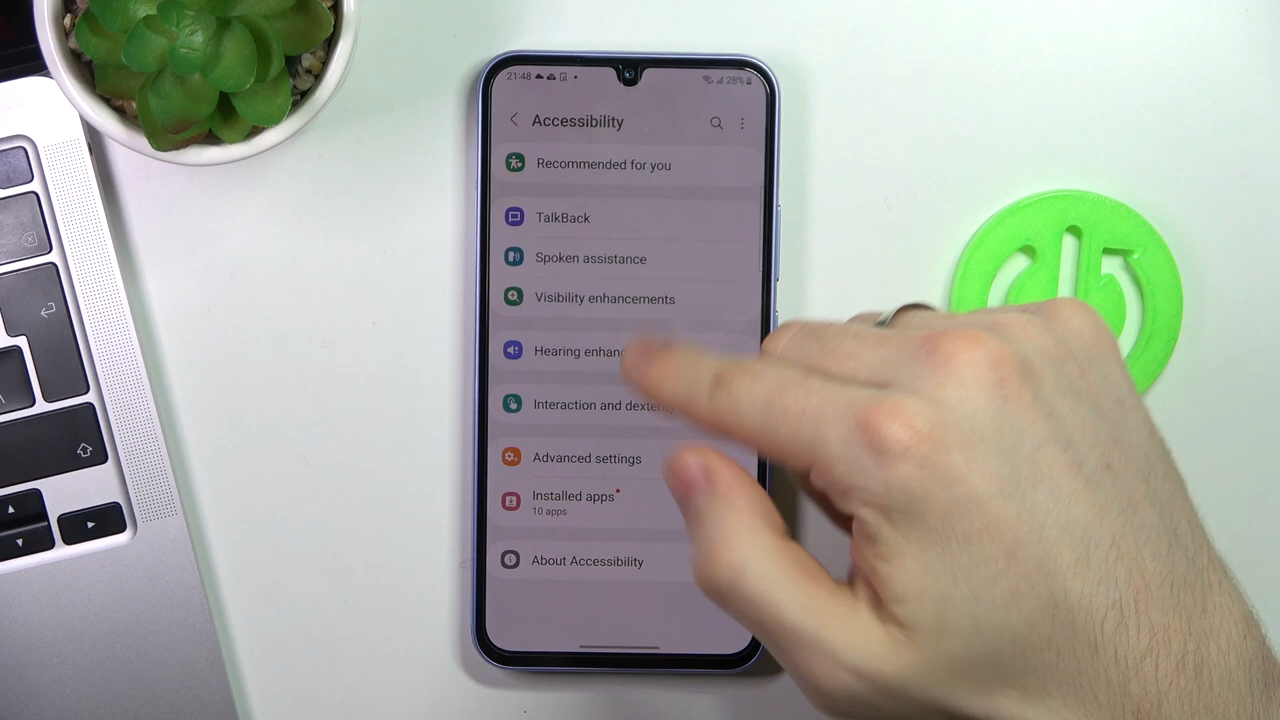 21:48 28%
Accessibility
Recommended for you
TalkBack
Spoken assistance
Visibility enhancements
Hearing enhanc
Interaction and dexterity
Advanced settings
Installed apps
10 apps
About Accessibility